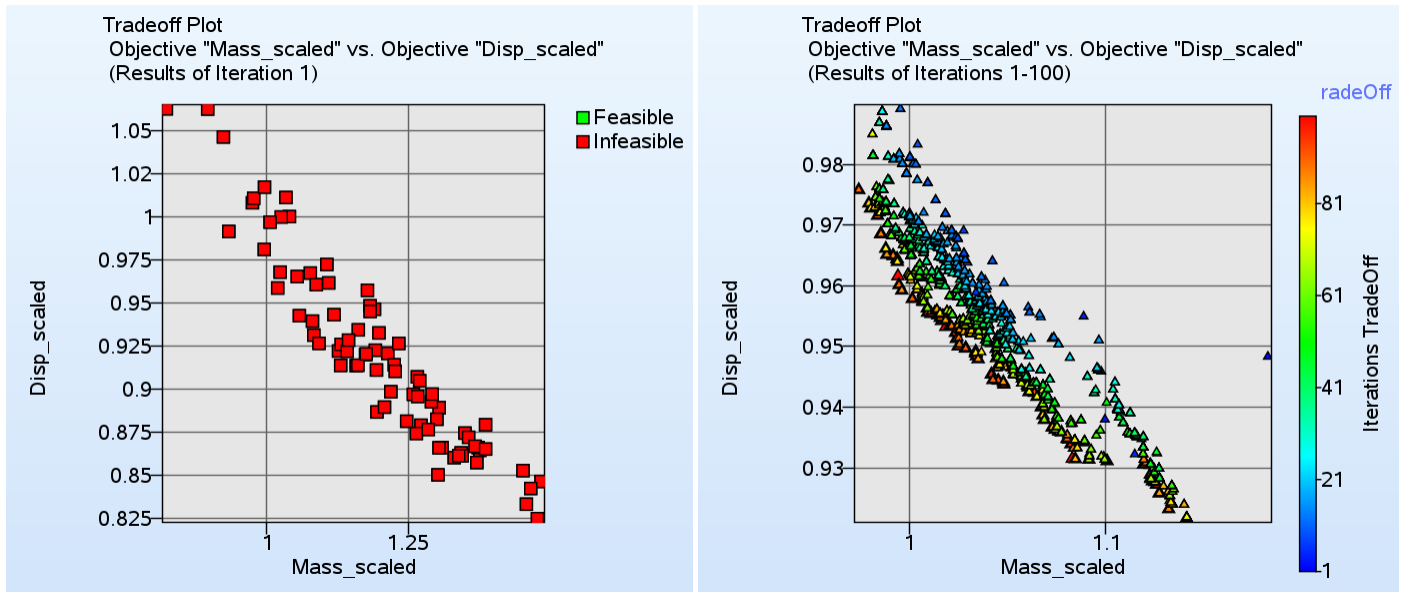 Tradeoff Plot
Objective "Mass_scaled" vs. Objective "Disp_scaled"
(Results of Iteration 1)
Feasible
Infeasible
1.05
1.02
1
0.975
0.95
0.925
0.9
0.875
0.85
0.825
Disp_scaled
1
1.25
Mass_scaled
Tradeoff Plot
Objective "Mass_scaled" vs. Objective "Disp_scaled"
(Results of Iterations 1-100)
radeOff
0.98
0.97
0.96
0.95
0.94
0.93
Disp_scaled
1
1.1
Mass_scaled
81
61
41
21
1
Iterations TradeOff